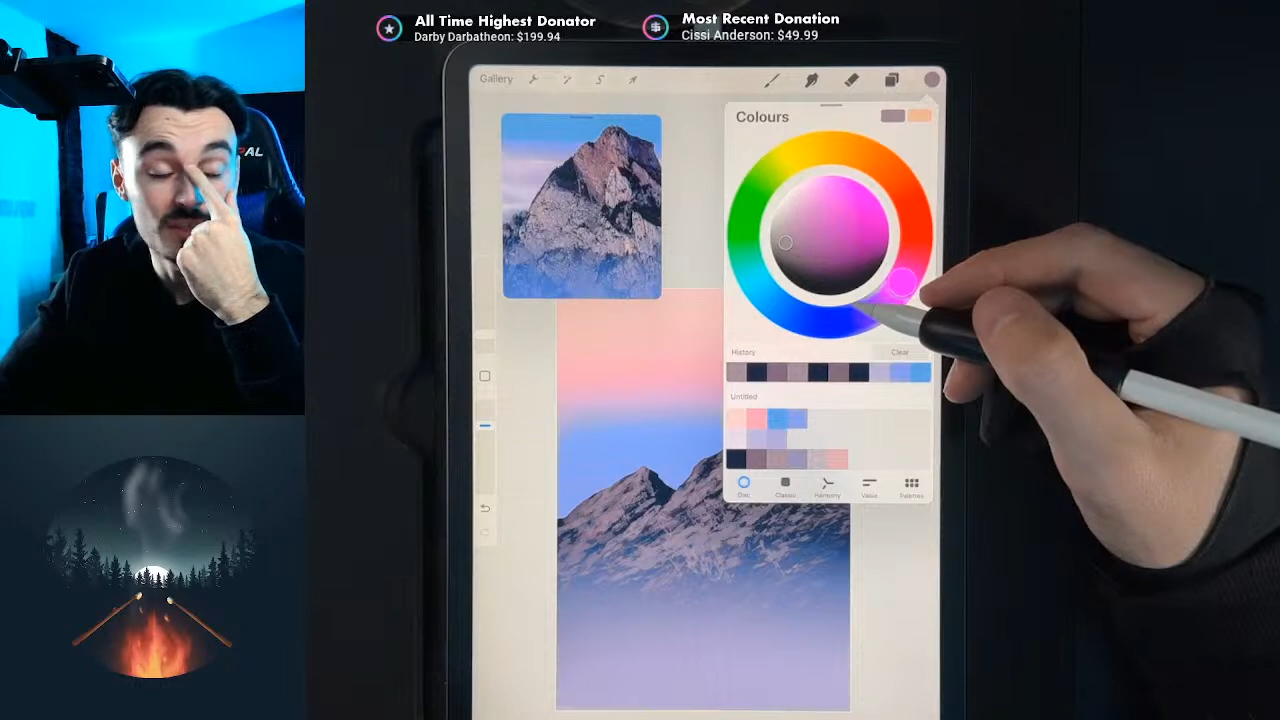 All Time Highest Donator
Darby Darbatheon: $199.94
Most Recent Donation
Cissi Anderson: $49.99
Gallery
Colours
History
Clear
Untitled
Disc
Classic
Harmony
Value
Palettes